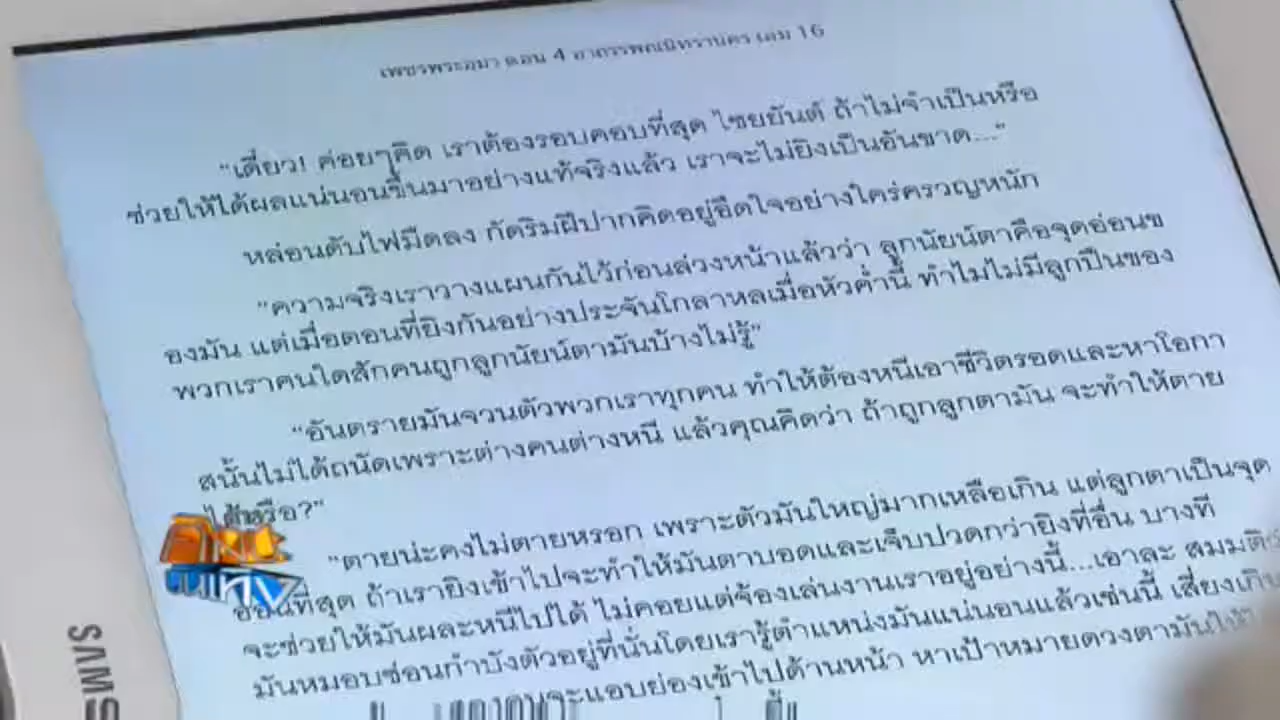 เพชรพระอุมา ตอน 4 อาถรรพณ์นิทรานคร เล่ม 16
“เดี๋ยว! ค่อยๆคิด เราต้องรอบคอบที่สุด ไชยยันต์ ถ้าไม่จำเป็นหรือ
ช่วยให้ได้ผลแน่นอนขึ้นมาอย่างแท้จริงแล้ว เราจะไม่ยิงเป็นอันขาด...”
หล่อนดับไฟมืดลง กัดริมฝีปากคิดอยู่อึดใจอย่างใคร่ครวญหนัก
“ความจริงเราวางแผนกันไว้ก่อนล่วงหน้าแล้วว่า ลูกนัยน์ตาคือจุดอ่อนข
องมัน แต่เมื่อตอนที่ยิงกันอย่างประจันโกลาหลเมื่อหัวค่ำนี้ ทำไมไม่มีลูกปืนของ
พวกเราคนใดสักคนถูกลูกนัยน์ตามันบ้างไม่รู้”
“อันตรายมันจวนตัวพวกเราทุกคน ทำให้ต้องหนีเอาชีวิตรอดและหาโอกา
สนั้นไม่ได้ถนัดเพราะต่างคนต่างหนี แล้วคุณคิดว่า ถ้าถูกลูกตามัน จะทำให้ตาย
ได้หรือ?”
“ตายน่ะคงไม่ตายหรอก เพราะตัวมันใหญ่มากเหลือเกิน แต่ลูกตาเป็นจุด
อ่อนที่สุด ถ้าเรายิงเข้าไปจะทำให้มันตาบอดและเจ็บปวดกว่ายิงที่อื่น บางที
จะช่วยให้มันผละหนีไปได้ ไม่คอยแต่จ้องเล่นงานเราอยู่อย่างนี้...เอาละ สมมติ
มันหมอบซ่อนกำบังตัวอยู่ที่นั่นโดยเรารู้ตำแหน่งมันแน่นอนแล้วเช่นนี้ เสี่ยงเกิน
จะแอบย่องเข้าไปด้านหน้า หาเป้าหมายดวงตามัน
SAMS